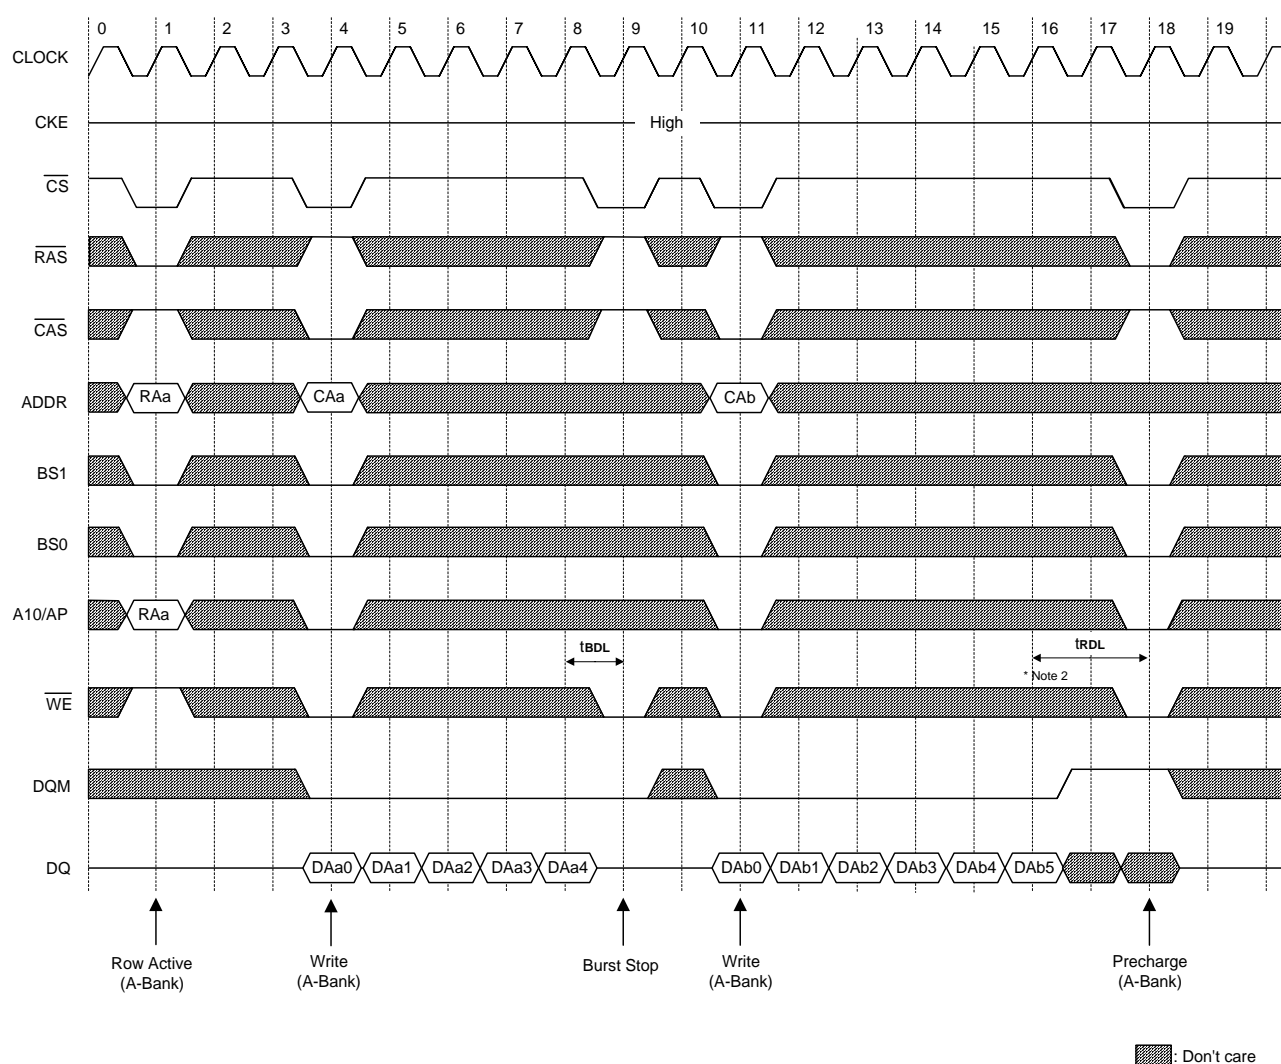 0 1 2 3 4 5 6 7 8 9 10 11 12 13 14 15 16 17 18 19
CLOCK
CKE High
CS
RAS
CAS
ADDR RAa CAa CAb
BS1
BS0
A10/AP RAa
tBDL tRDL
* Note 2
WE
DQM
DQ DAa0 DAa1 DAa2 DAa3 DAa4 DAb0 DAb1 DAb2 DAb3 DAb4 DAb5
Row Active
(A-Bank)
Write
(A-Bank)
Burst Stop
Write
(A-Bank)
Precharge
(A-Bank)
: Don't care